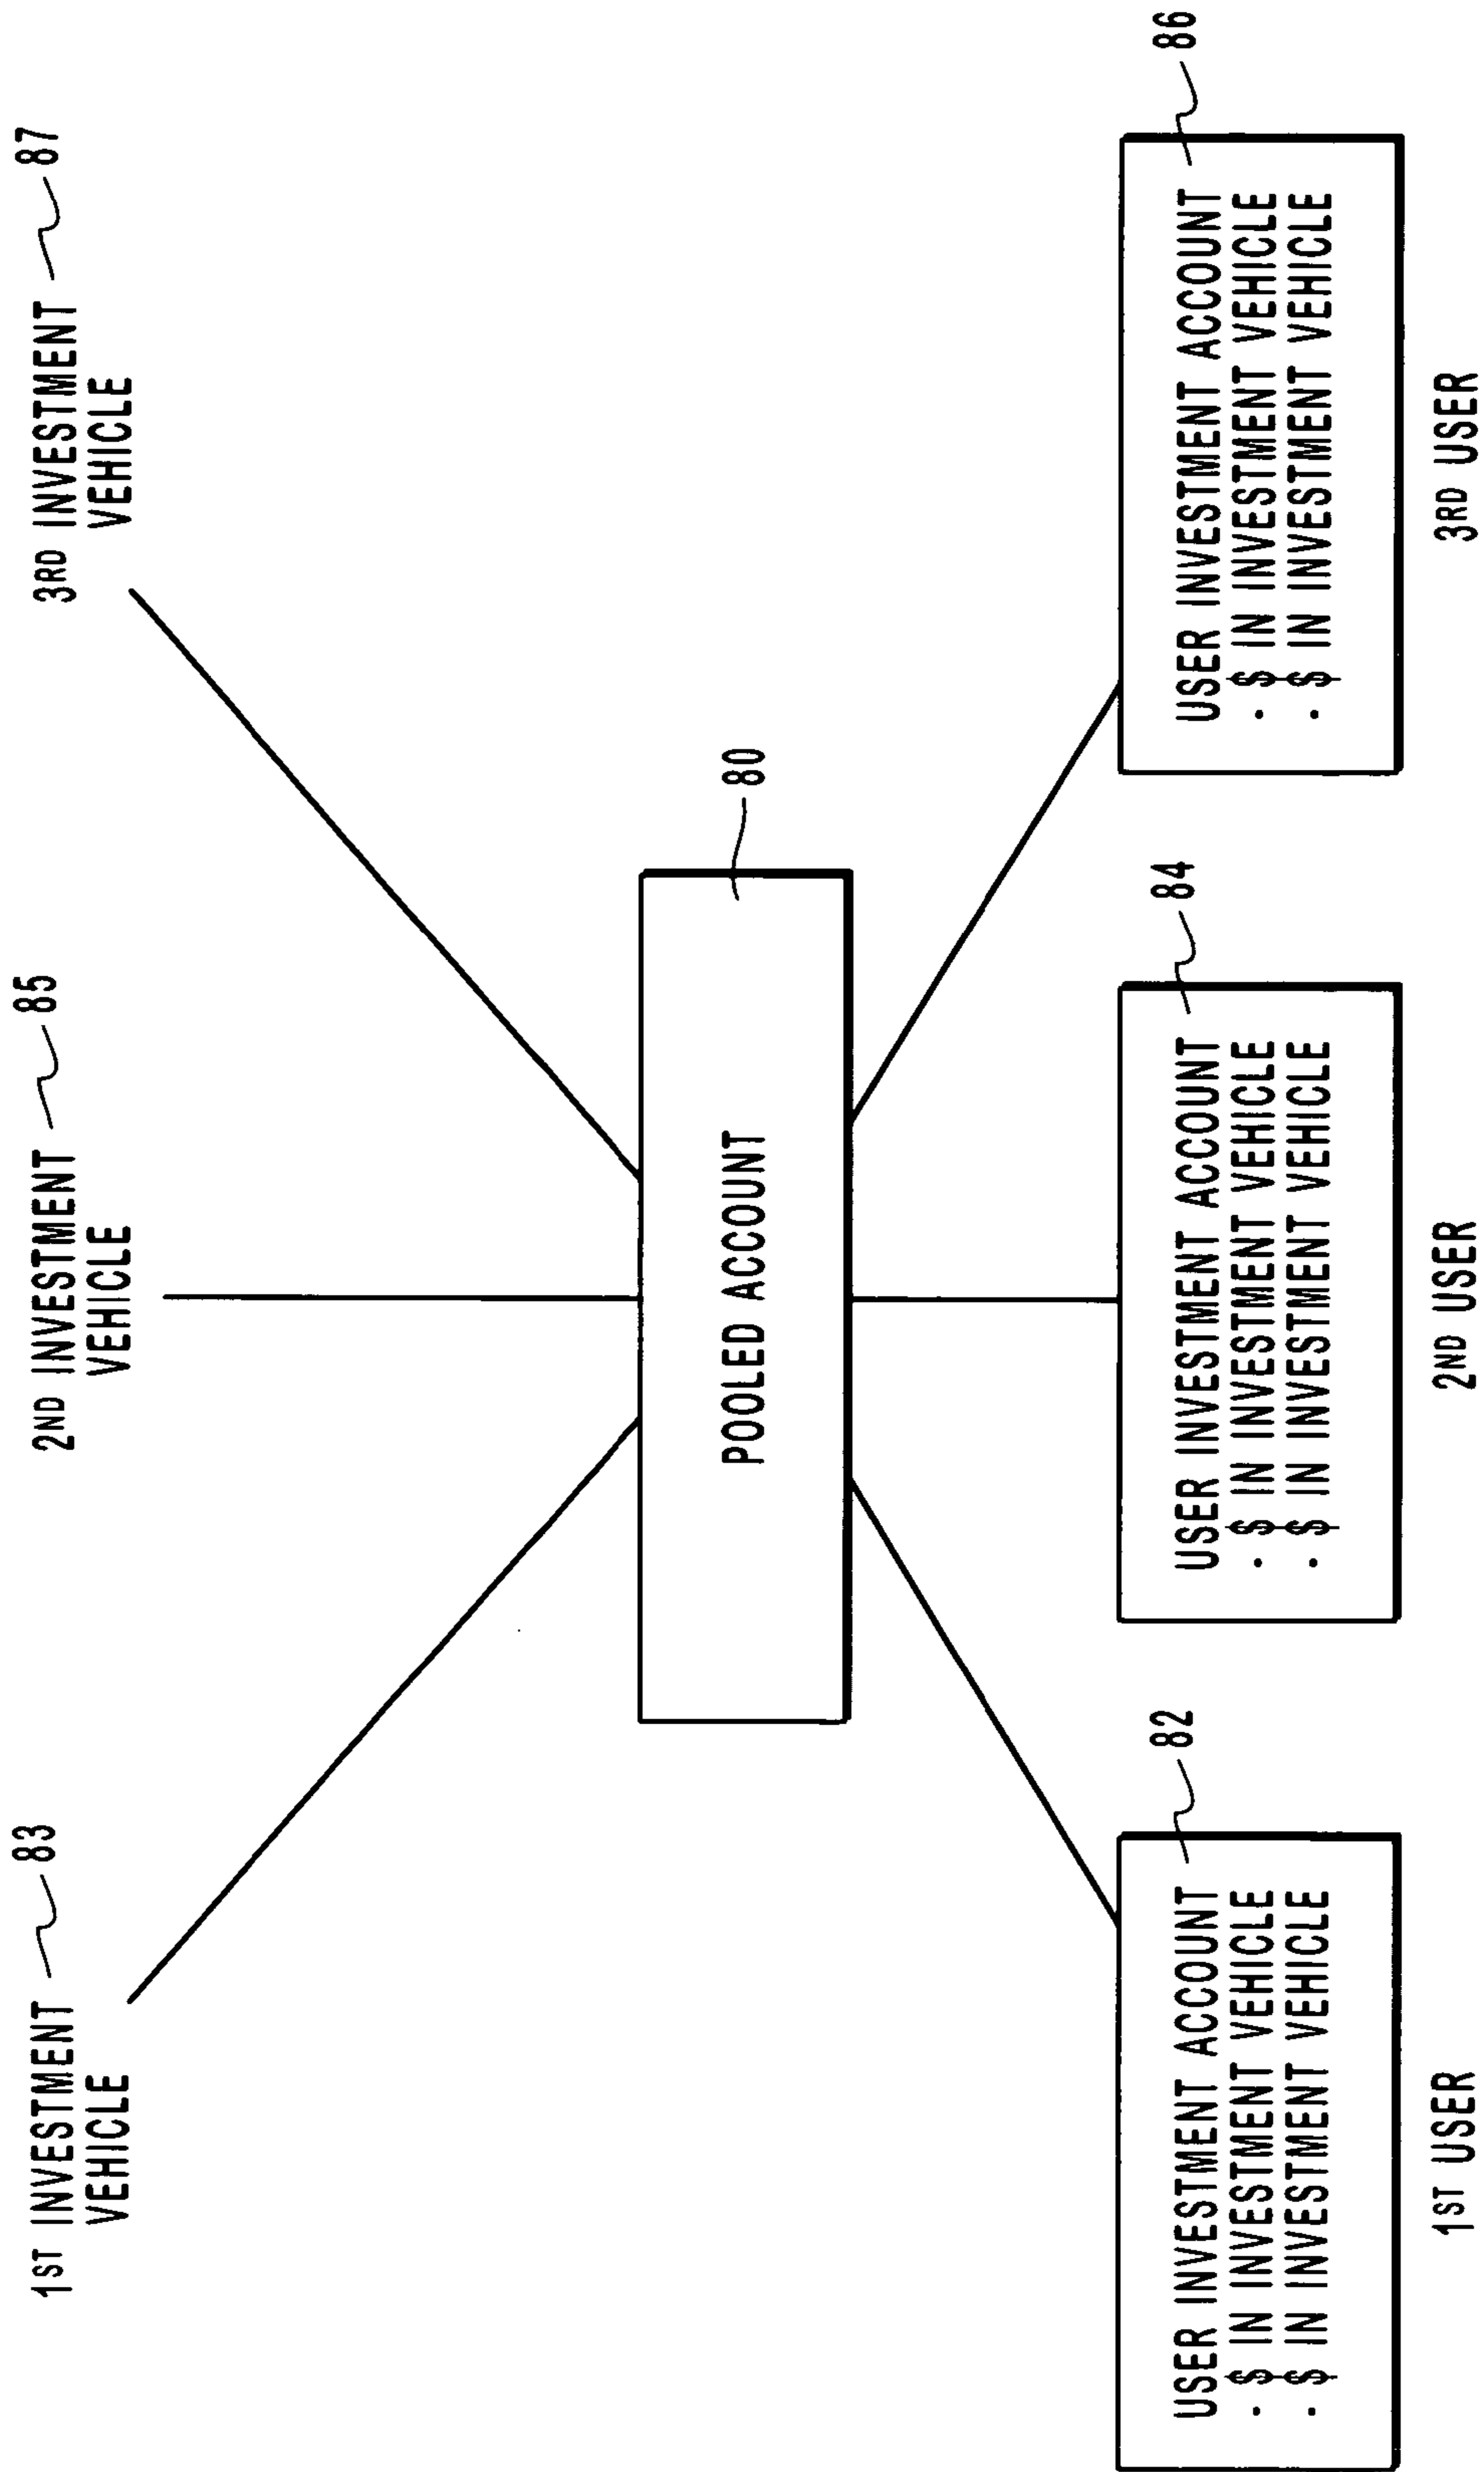 1ST INVESTMENT VEHICLE
83
2ND INVESTMENT VEHICLE
85
3RD INVESTMENT VEHICLE
87
POOLED ACCOUNT
80
USER INVESTMENT ACCOUNT
. $ IN INVESTMENT VEHICLE
. $ IN INVESTMENT VEHICLE
82
1ST USER
USER INVESTMENT ACCOUNT
. $ IN INVESTMENT VEHICLE
. $ IN INVESTMENT VEHICLE
84
2ND USER
USER INVESTMENT ACCOUNT
. $ IN INVESTMENT VEHICLE
. $ IN INVESTMENT VEHICLE
86
3RD USER